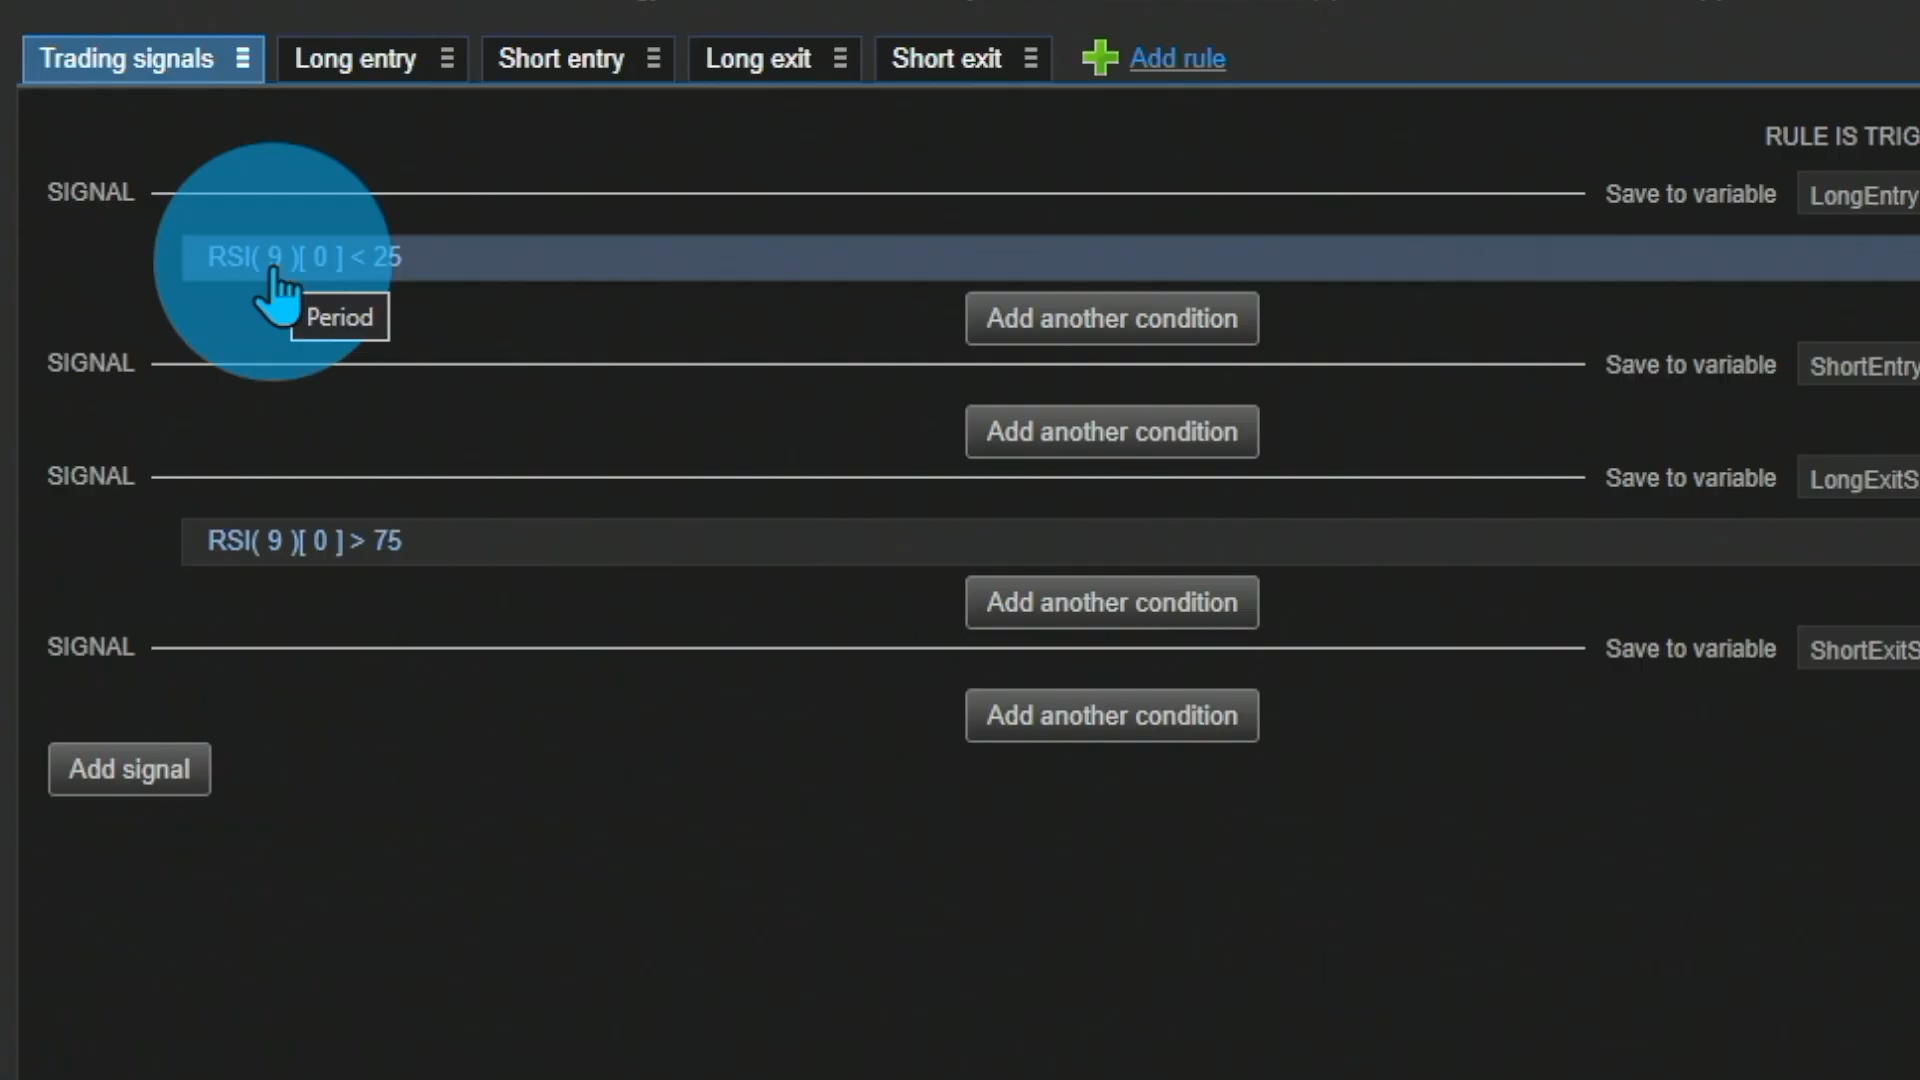 Trading signals
Long entry
Short entry
Long exit
Short exit
Add rule
RULE IS TRIG
SIGNAL
Save to variable
LongEntry
RSI( 9 )[ 0 ] < 25
Period
Add another condition
SIGNAL
Save to variable
ShortEntry
Add another condition
SIGNAL
Save to variable
LongExitS
RSI( 9 )[ 0 ] > 75
Add another condition
SIGNAL
Save to variable
ShortExitS
Add another condition
Add signal